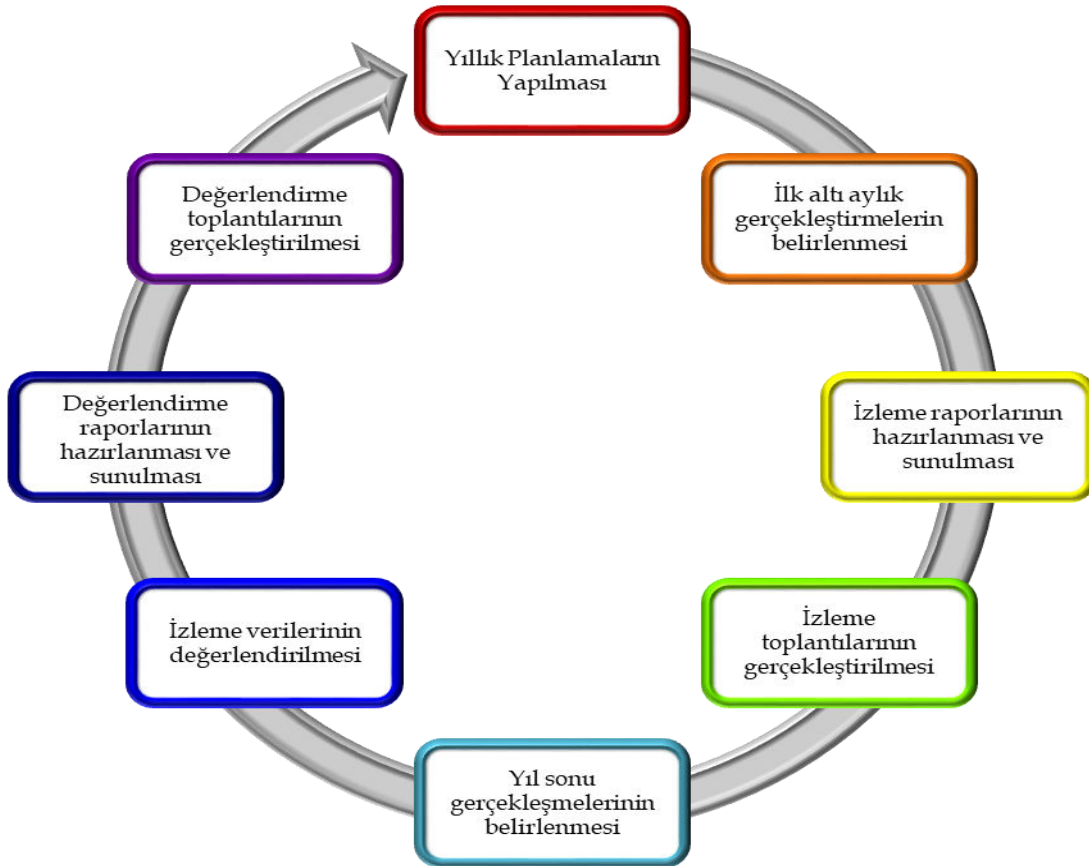 Yıllık Planlamaların
Yapılması
İlk altı aylık
gerçekleştirmelerin
belirlenmesi
İzleme raporlarının
hazırlanması ve
sunulması
İzleme
toplantılarının
gerçekleştirilmesi
Yıl sonu
gerçekleşmelerinin
belirlenmesi
İzleme verilerinin
değerlendirilmesi
Değerlendirme
raporlarının
hazırlanması ve
sunulması
Değerlendirme
toplantılarının
gerçekleştirilmesi